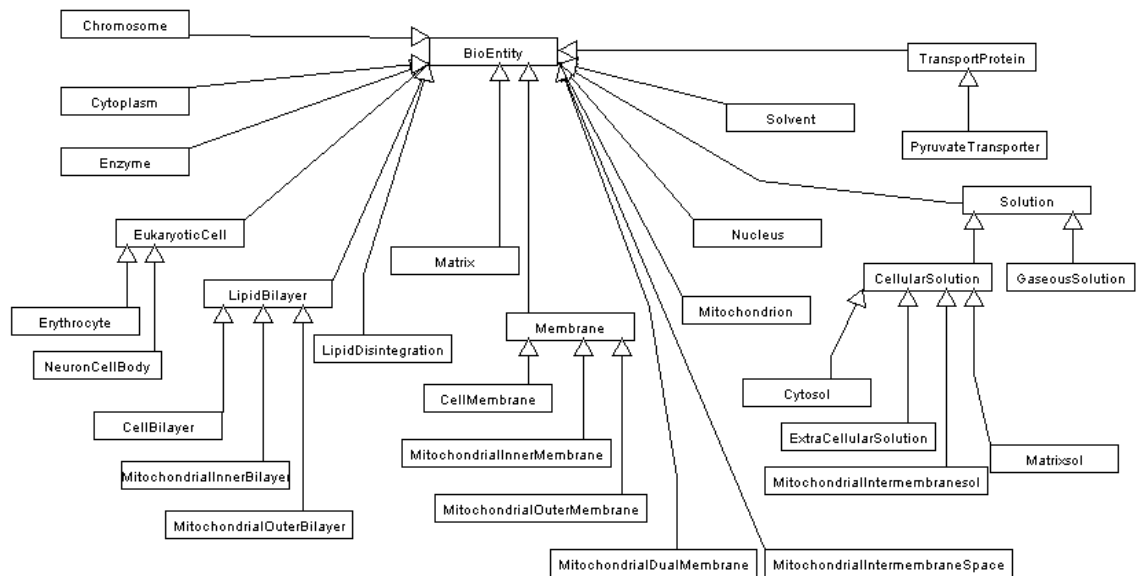 Chromosome
BioEntity
TransportProtein
Cytoplasm
Solvent
Enzyme
PyruvateTransporter
Solution
EukaryoticCell
Nucleus
Matrix
CellularSolution
GaseousSolution
LipidBilayer
Mitochondrion
Erythrocyte
Membrane
LipidDisintegration
NeuronCellBody
CellMembrane
Cytosol
CellBilayer
ExtraCellularSolution
MitochondrialInnerMembrane
Matrixsol
MitochondrialInnerBilayer
MitochondrialIntermembranesol
MitochondrialOuterMembrane
MitochondrialOuterBilayer
MitochondrialDualMembrane
MitochondrialIntermembraneSpace